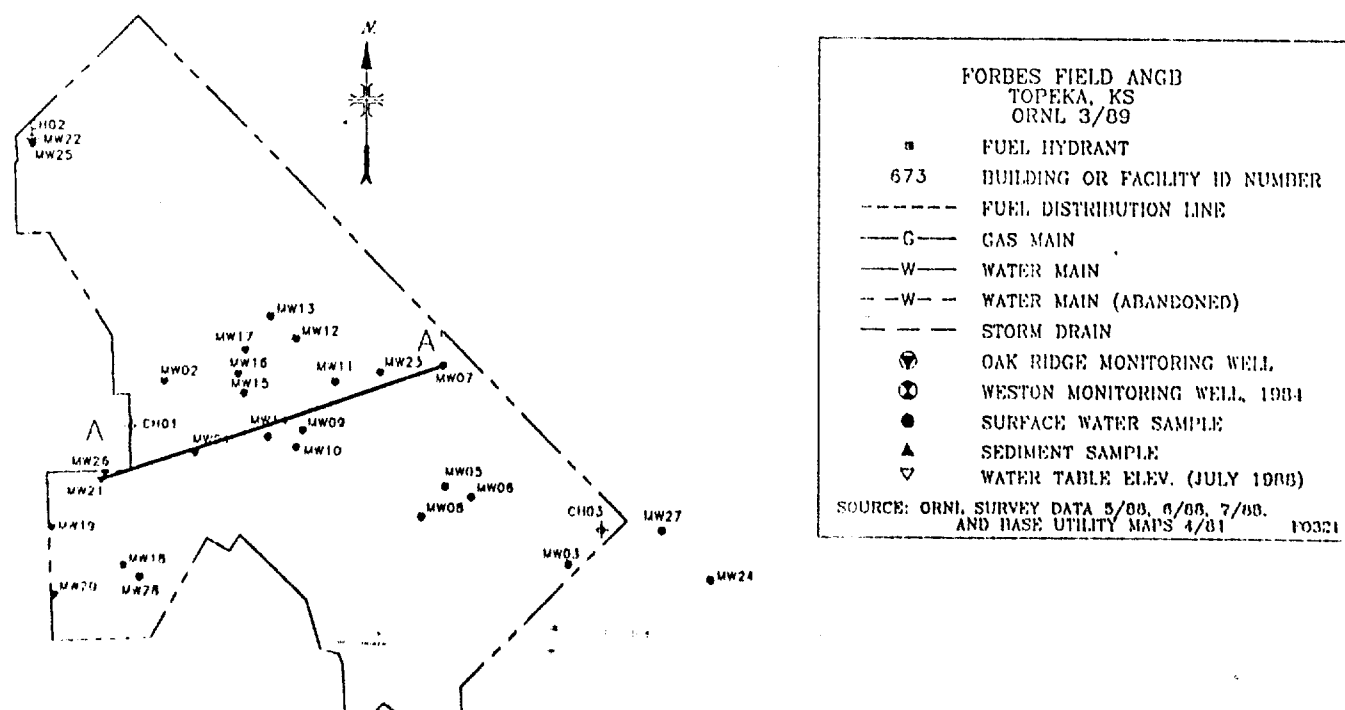 N
CH02
MW22
MW25
MW13
MW17
MW12
A
MW16
MW11
MW23
MW02
MW07
MW15
CH01
A
MW09
MW10
MW26
MW21
MW05
MW06
MW08
CH03
MW19
MW27
MW03
MW18
MW28
MW24
MW20
FORBES FIELD ANGB
TOPEKA, KS
ORNL 3/89
FUEL HYDRANT
673 BUILDING OR FACILITY ID NUMBER
FUEL DISTRIBUTION LINE
G GAS MAIN
W WATER MAIN
W WATER MAIN (ABANDONED)
STORM DRAIN
OAK RIDGE MONITORING WELL
WESTON MONITORING WELL, 1984
SURFACE WATER SAMPLE
SEDIMENT SAMPLE
WATER TABLE ELEV. (JULY 1988)
SOURCE: ORNL SURVEY DATA 5/88, 6/88, 7/88,
AND BASE UTILITY MAPS 4/81 F0321